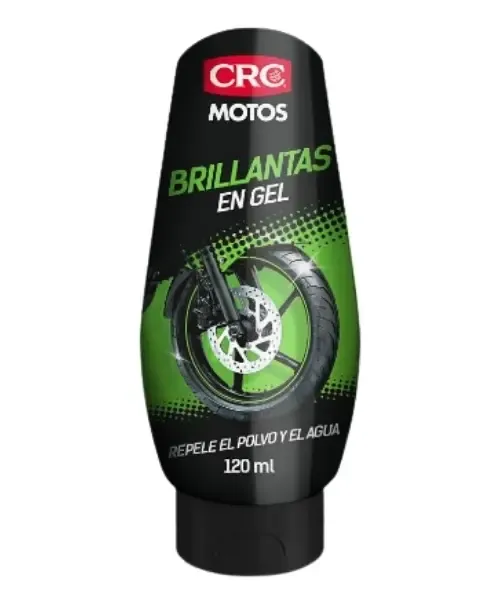 CRC
MOTOS
BRILLANTAS
EN GEL
REPELE EL POLVO Y EL AGUA
120 ml